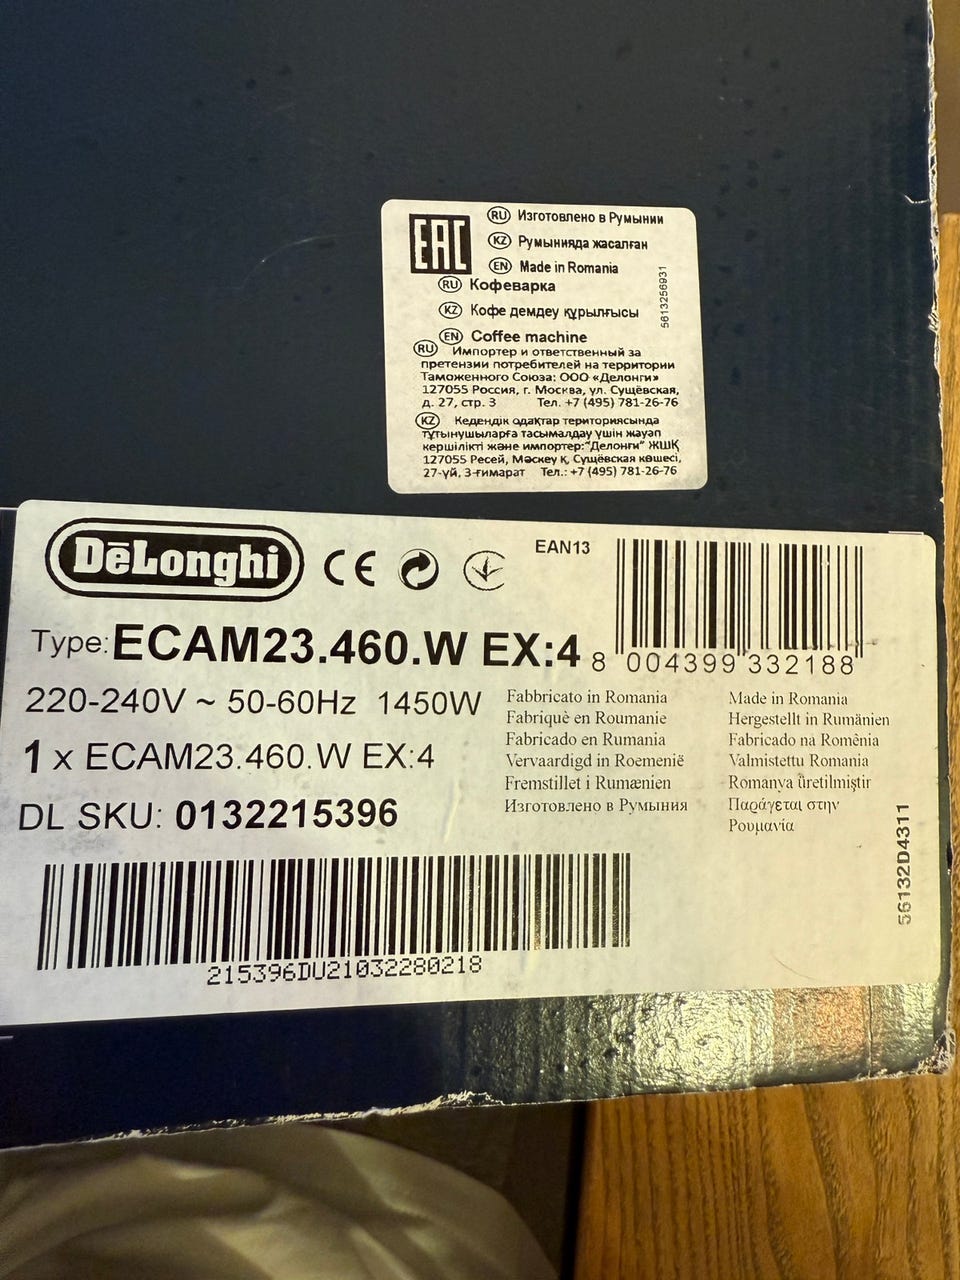 EAC
RU Изготовлено в Румынии
KZ Румынияда жасалған
EN Made in Romania
RU Кофеварка
KZ Кофе демдеу құрылғысы
EN Coffee machine
5613256931
RU Импортер и ответственный за
претензии потребителей на территории
Таможенного Союза: ООО «Делонги»
127055 Россия, г. Москва, ул. Сущёвская,
д. 27, стр. 3 Тел. +7 (495) 781-26-76
KZ Кедендік одақтар териториясында
тұтынушыларға тасымалдау үшін жауап
кершілікті және импортер:"Делонги" ЖШҚ
127055 Ресей, Мәскеу қ, Сущёвская көшесі,
27-үй, 3-ғимарат Тел.: +7 (495) 781-26-76
DēLonghi CE
EAN13
Type: ECAM23.460.W EX:4
8 004399 332188
220-240V ~ 50-60Hz 1450W
1 x ECAM23.460.W EX:4
DL SKU: 0132215396
Fabbricato in Romania
Fabriquè en Roumanie
Fabricado en Rumania
Vervaardigd in Roemenië
Fremstillet i Rumænien
Изготовлено в Румыния
Made in Romania
Hergestellt in Rumänien
Fabricado na Romênia
Valmistettu Romania
Romanya üretilmiştir
Παράγεται στην
Ρουμανία
56132D4311
215396DU21032280218